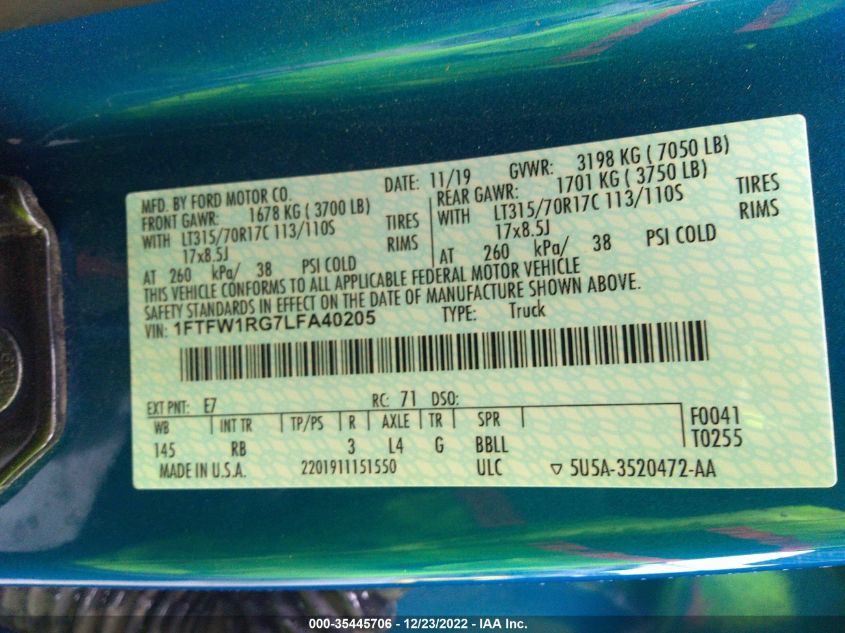 MFD. BY FORD MOTOR CO.
DATE: 11/19 GVWR: 3198 KG ( 7050 LB)
FRONT GAWR: 1678 KG ( 3700 LB)
WITH LT315/70R17C 113/110S TIRES
17x8.5J RIMS
AT 260 kPa/ 38 PSI COLD
REAR GAWR: 1701 KG ( 3750 LB)
WITH LT315/70R17C 113/110S TIRES
17x8.5J RIMS
AT 260 kPa/ 38 PSI COLD
THIS VEHICLE CONFORMS TO ALL APPLICABLE FEDERAL MOTOR VEHICLE
SAFETY STANDARDS IN EFFECT ON THE DATE OF MANUFACTURE SHOWN ABOVE.
VIN: 1FTFW1RG7LFA40205 TYPE: Truck
EXT PNT: E7 RC: 71 DSO:
WB INT TR TP/PS R AXLE TR SPR F0041
145 RB 3 L4 G BBLL T0255
MADE IN U.S.A. 2201911151550 ULC ▽ 5U5A-3520472-AA
000-35445706 - 12/23/2022 - IAA Inc.